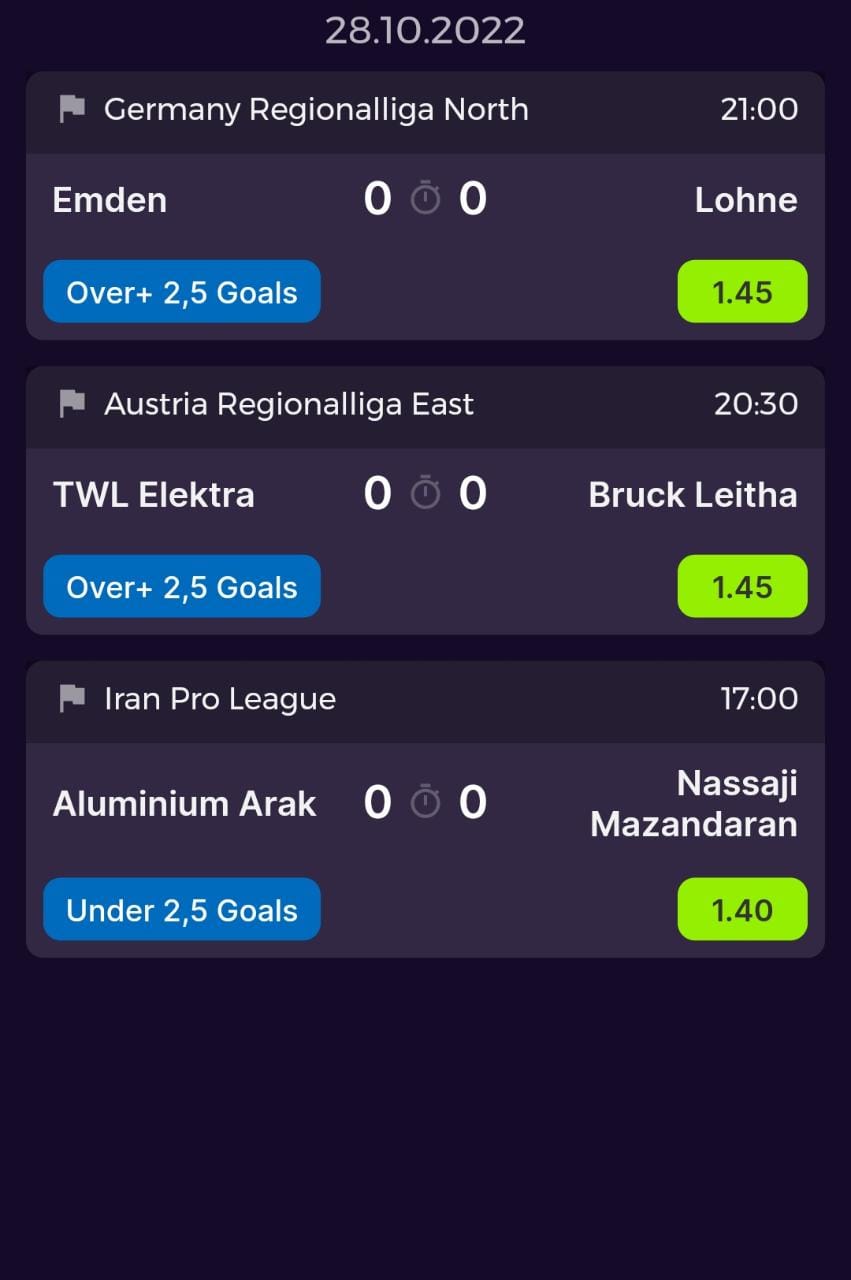 28.10.2022
Germany Regionalliga North 21:00
Emden 0 0 Lohne
Over+ 2,5 Goals 1.45
Austria Regionalliga East 20:30
TWL Elektra 0 0 Bruck Leitha
Over+ 2,5 Goals 1.45
Iran Pro League 17:00
Aluminium Arak 0 0 Nassaji
Mazandaran
Under 2,5 Goals 1.40